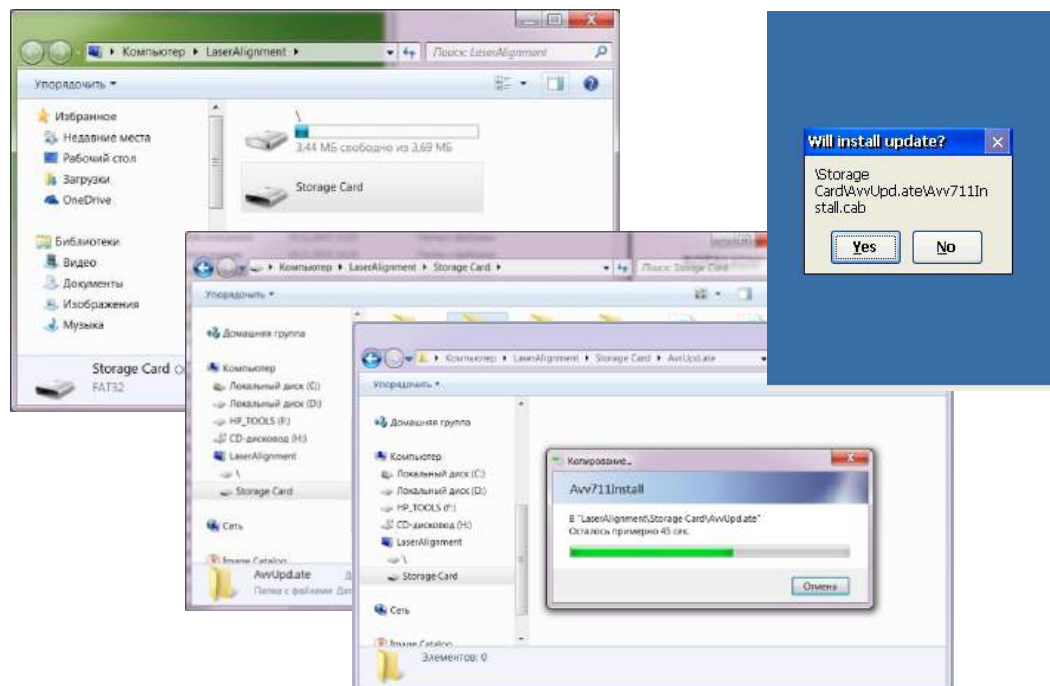 Компьютер ▸ LaserAlignment ▸
Поиск: LaserAlignment
Упорядочить
Избранное
Недавние места
Рабочий стол
Загрузки
OneDrive
Библиотеки
Видео
Документы
Изображения
Музыка
\
3,44 МБ свободно из 3,69 МБ
Storage Card
Storage Card
FAT32
Компьютер ▸ LaserAlignment ▸ Storage Card ▸
Поиск: Storage Card
Упорядочить
Домашняя группа
Компьютер
Локальный диск (C:)
Локальный диск (D:)
HP_TOOLS (F:)
CD-дисковод (H:)
LaserAlignment
\
Storage Card
Сеть
Image Catalog
AvvUpd.ate
Папка с файлами
Компьютер ▸ LaserAlignment ▸ Storage Card ▸ AvvUpd.ate
Упорядочить
Домашняя группа
Компьютер
Локальный диск (C:)
Локальный диск (D:)
HP_TOOLS (F:)
CD-дисковод (H:)
LaserAlignment
\
Storage Card
Сеть
Image Catalog
Элементов: 0
Копирование...
Avv711Install
В "LaserAlignment\Storage Card\AvvUpd.ate"
Осталось примерно 45 сек.
Отмена
Will install update?
\Storage
Card\AvvUpd.ate\Avv711In
stall.cab
Yes
No